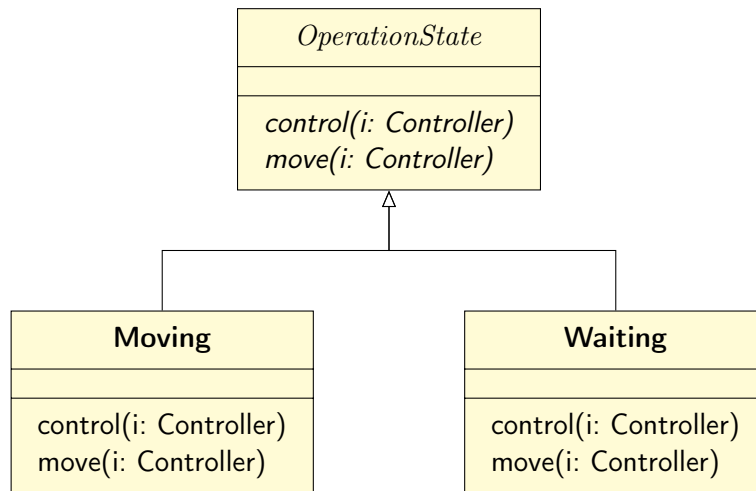 OperationState
control(i: Controller)
move(i: Controller)
Moving
control(i: Controller)
move(i: Controller)
Waiting
control(i: Controller)
move(i: Controller)